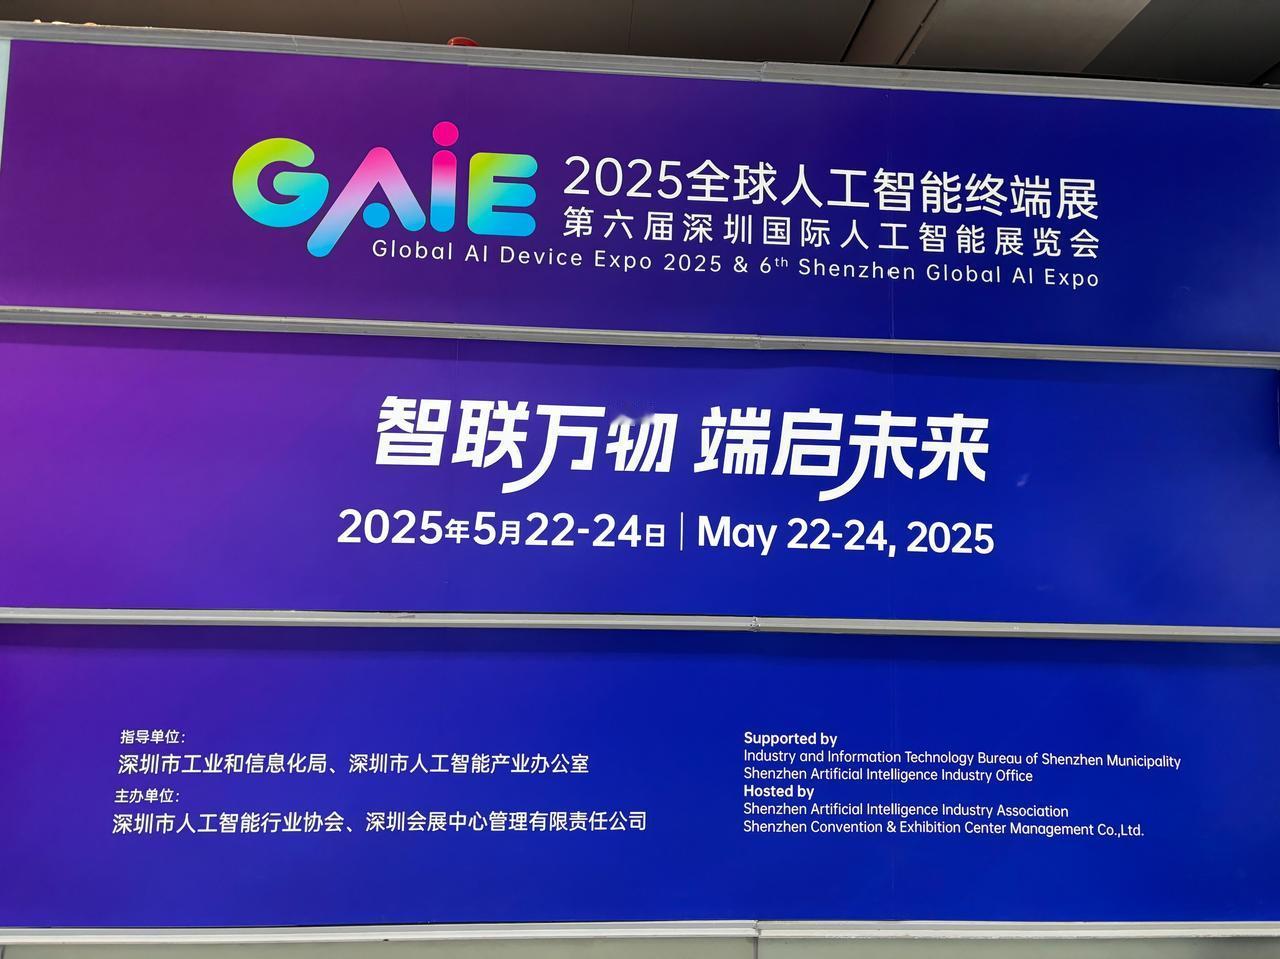 GAiE
2025全球人工智能终端展
第六届深圳国际人工智能展览会
Global AI Device Expo 2025 & 6th Shenzhen Global AI Expo
智联万物 端启未来
2025年5月22-24日 | May 22-24, 2025
指导单位：
深圳市工业和信息化局、深圳市人工智能产业办公室
主办单位：
深圳市人工智能行业协会、深圳会展中心管理有限责任公司
Supported by
Industry and Information Technology Bureau of Shenzhen Municipality
Shenzhen Artificial Intelligence Industry Office
Hosted by
Shenzhen Artificial Intelligence Industry Association
Shenzhen Convention & Exhibition Center Management Co.,Ltd.